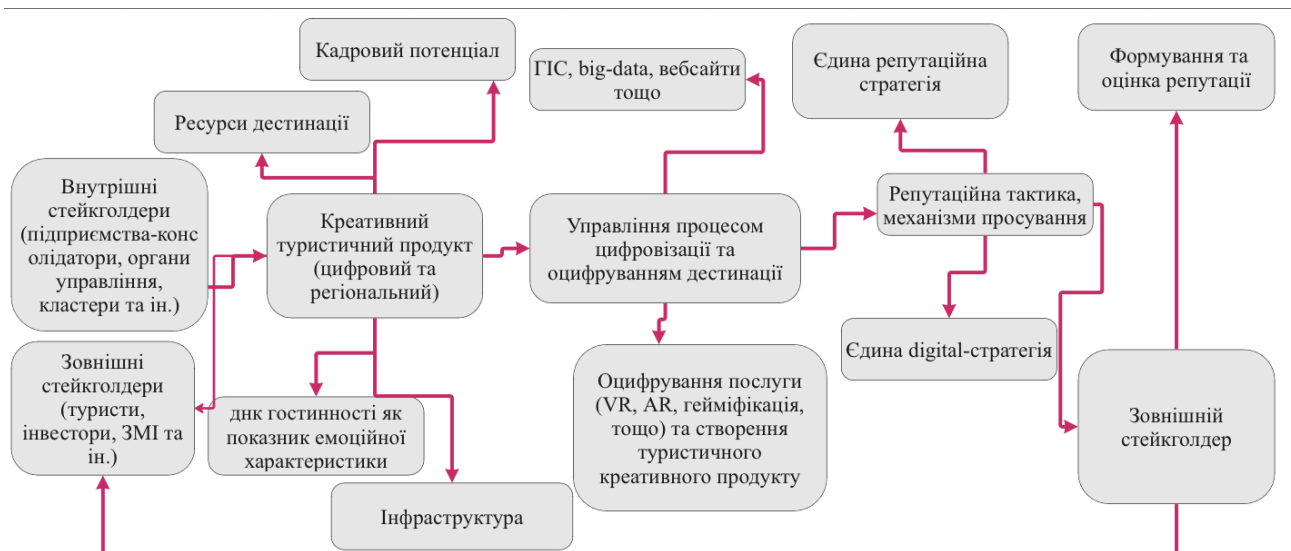 Кадровий потенціал
Ресурси дестинації
Внутрішні
стейкголдери
(підприємства-конс
олідатори, органи
управління,
кластери та ін.)
Зовнішні
стейкголдери
(туристи,
інвестори, ЗМІ та
ін.)
Креативний
туристичний продукт
(цифровий та
регіональний)
днк гостинності як
показник емоційної
характеристики
Інфраструктура
ГІС, big-data, вебсайти
тощо
Управління процесом
цифровізації та
оцифруванням дестинації
Оцифрування послуги
(VR, AR, гейміфікація,
тощо) та створення
туристичного
креативного продукту
Єдина репутаційна
стратегія
Репутаційна тактика,
механізми просування
Єдина digital-стратегія
Формування та
оцінка репутації
Зовнішній
стейкголдер